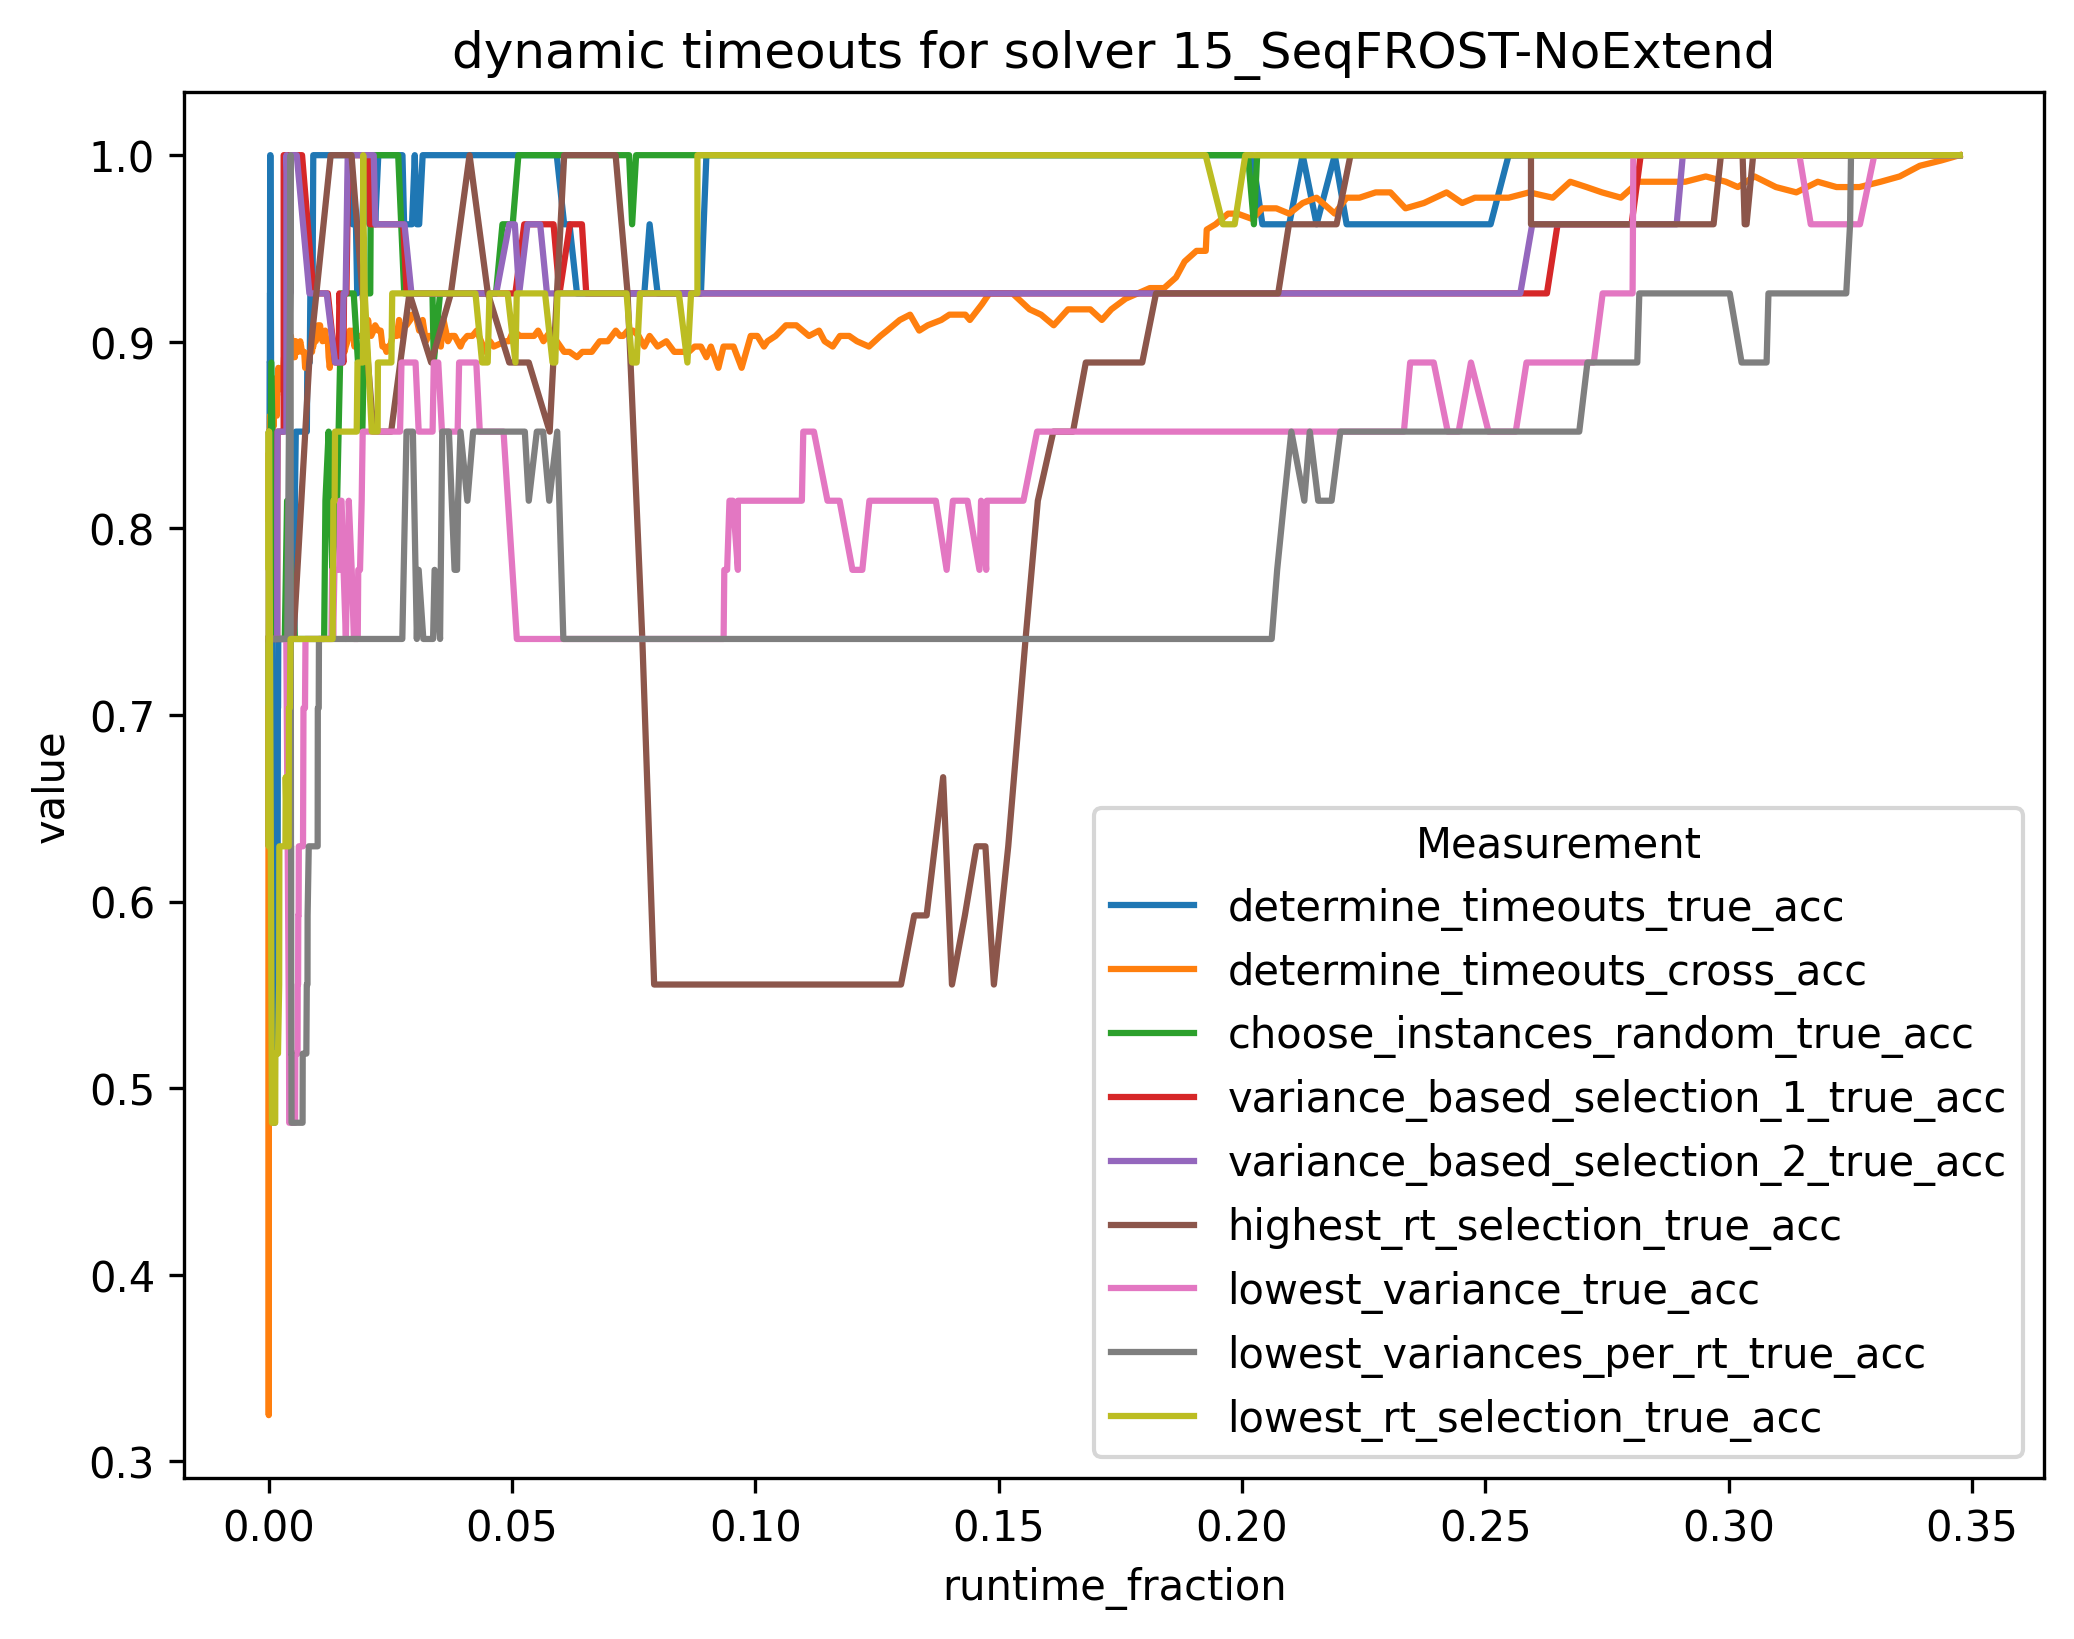 dynamic timeouts for solver 15_SeqFROST-NoExtend
1.0
0.9
0.8
0.7
0.6
0.5
0.4
0.3
value
Measurement
determine_timeouts_true_acc
determine_timeouts_cross_acc
choose_instances_random_true_acc
variance_based_selection_1_true_acc
variance_based_selection_2_true_acc
highest_rt_selection_true_acc
lowest_variance_true_acc
lowest_variances_per_rt_true_acc
lowest_rt_selection_true_acc
0.00 0.05 0.10 0.15 0.20 0.25 0.30 0.35
runtime_fraction